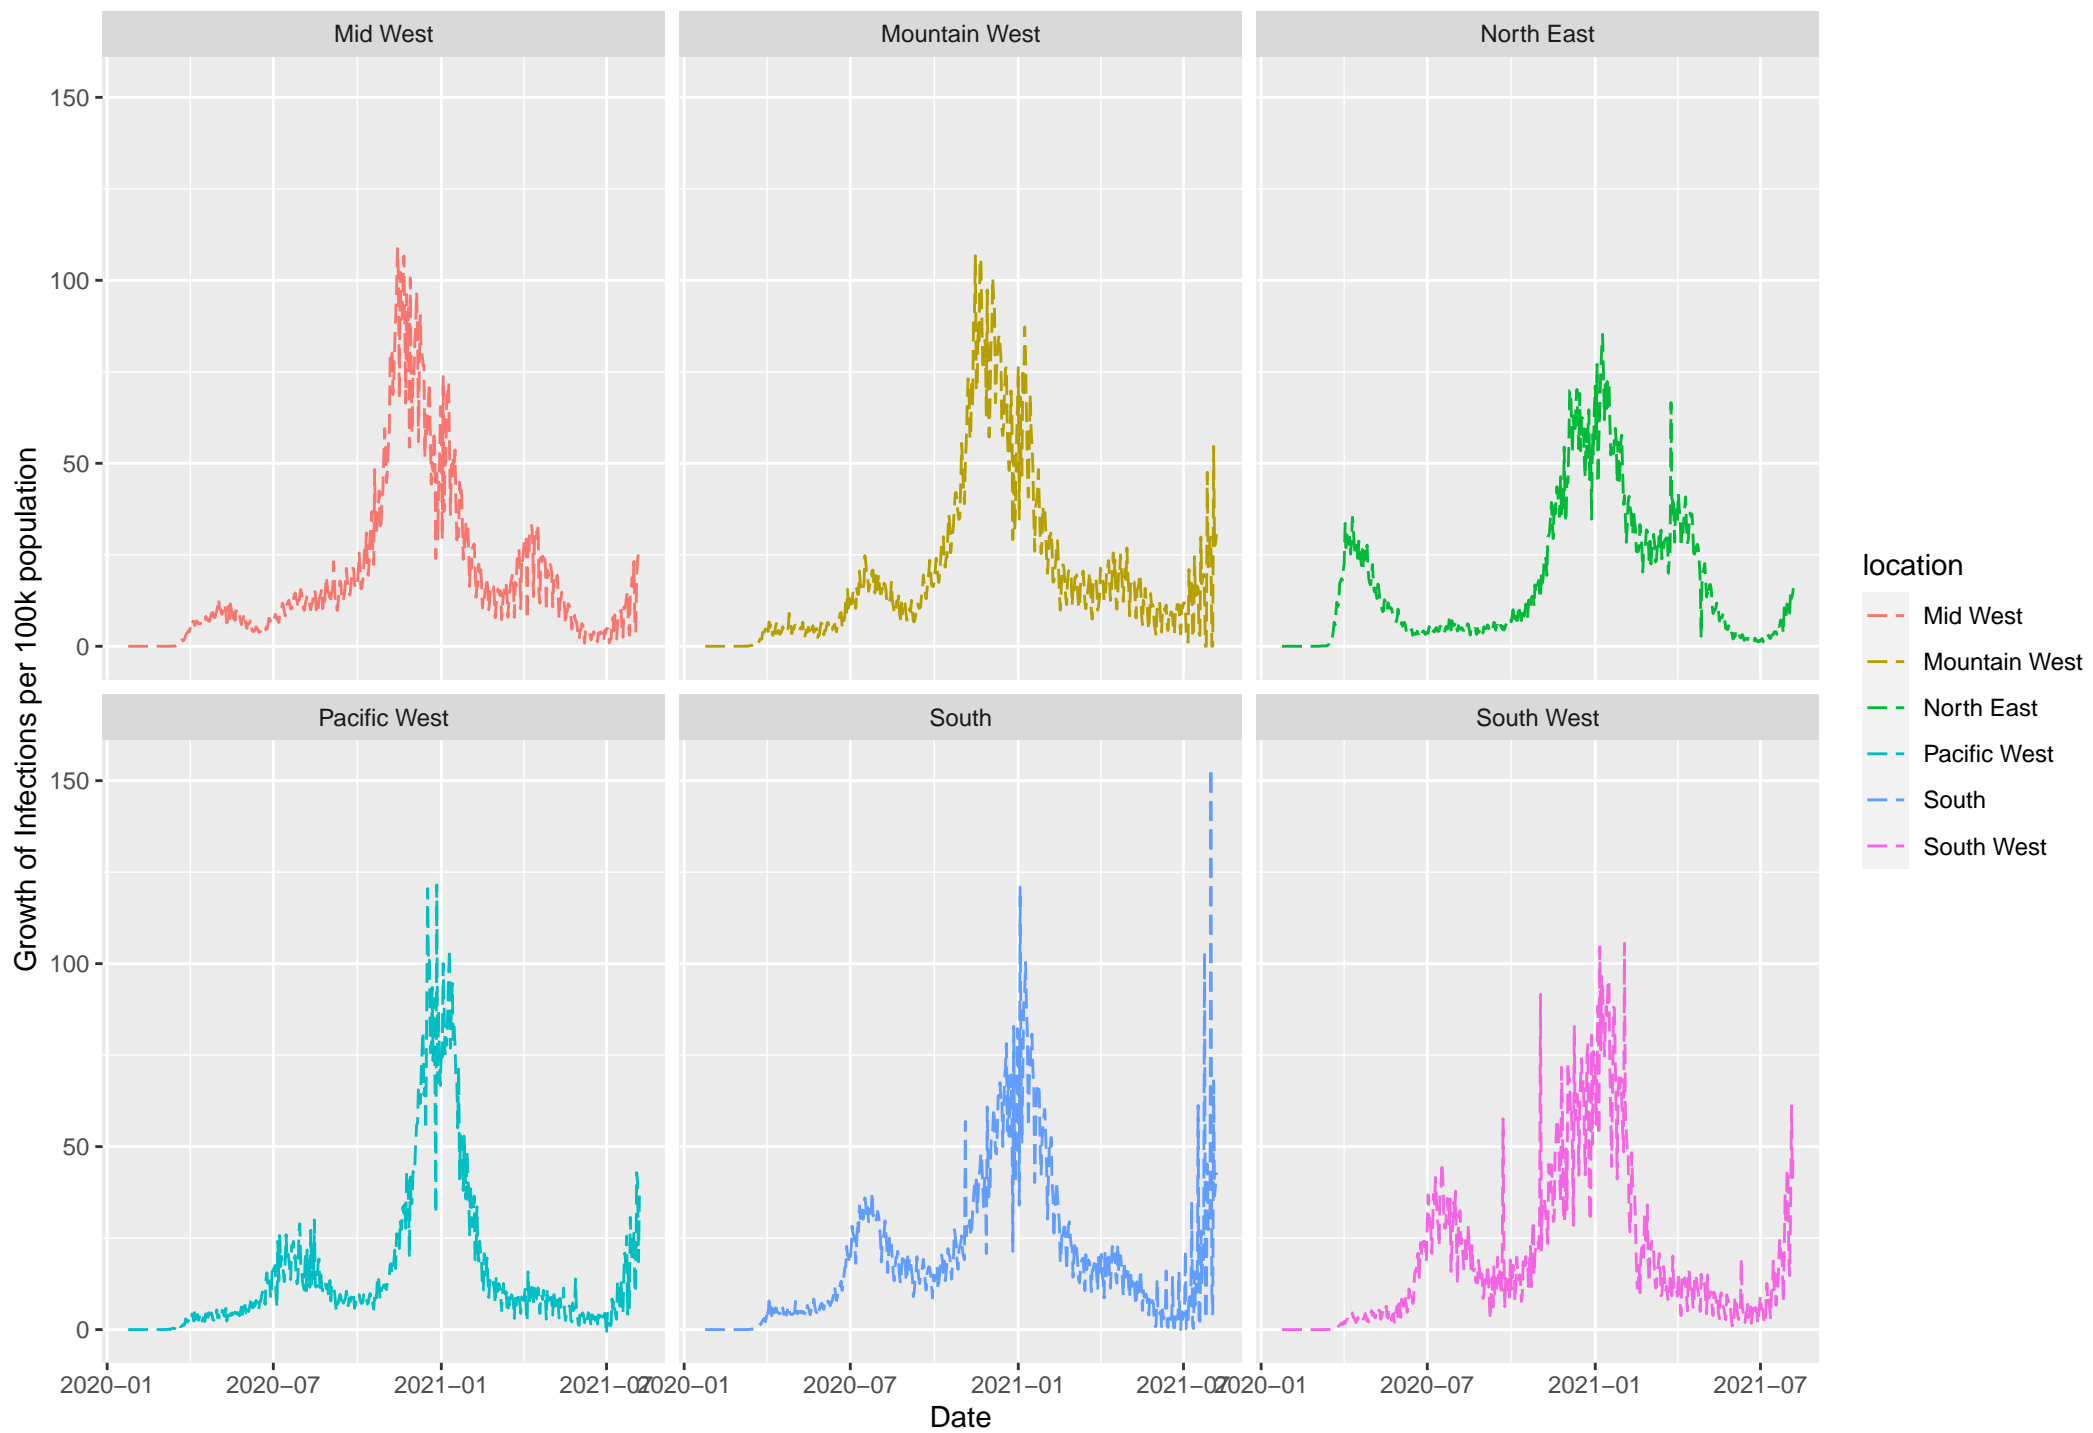 Mid West
Mountain West
North East
150
100
50
0
Pacific West
South
South West
150
100
50
0
2020–01
2020–07
2021–01
2021–07
2020–01
2020–07
2021–01
2021–07
2020–01
2020–07
2021–01
2021–07
Date
Growth of Infections per 100k population
location
Mid West
Mountain West
North East
Pacific West
South
South West